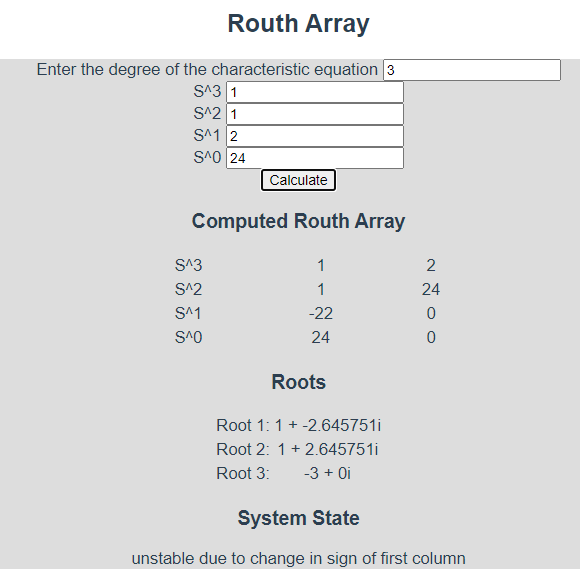 Routh Array
Enter the degree of the characteristic equation 3
S^3 1
S^2 1
S^1 2
S^0 24
Calculate
Computed Routh Array
S^3 1 2
S^2 1 24
S^1 -22 0
S^0 24 0
Roots
Root 1: 1 + -2.645751i
Root 2: 1 + 2.645751i
Root 3: -3 + 0i
System State
unstable due to change in sign of first column